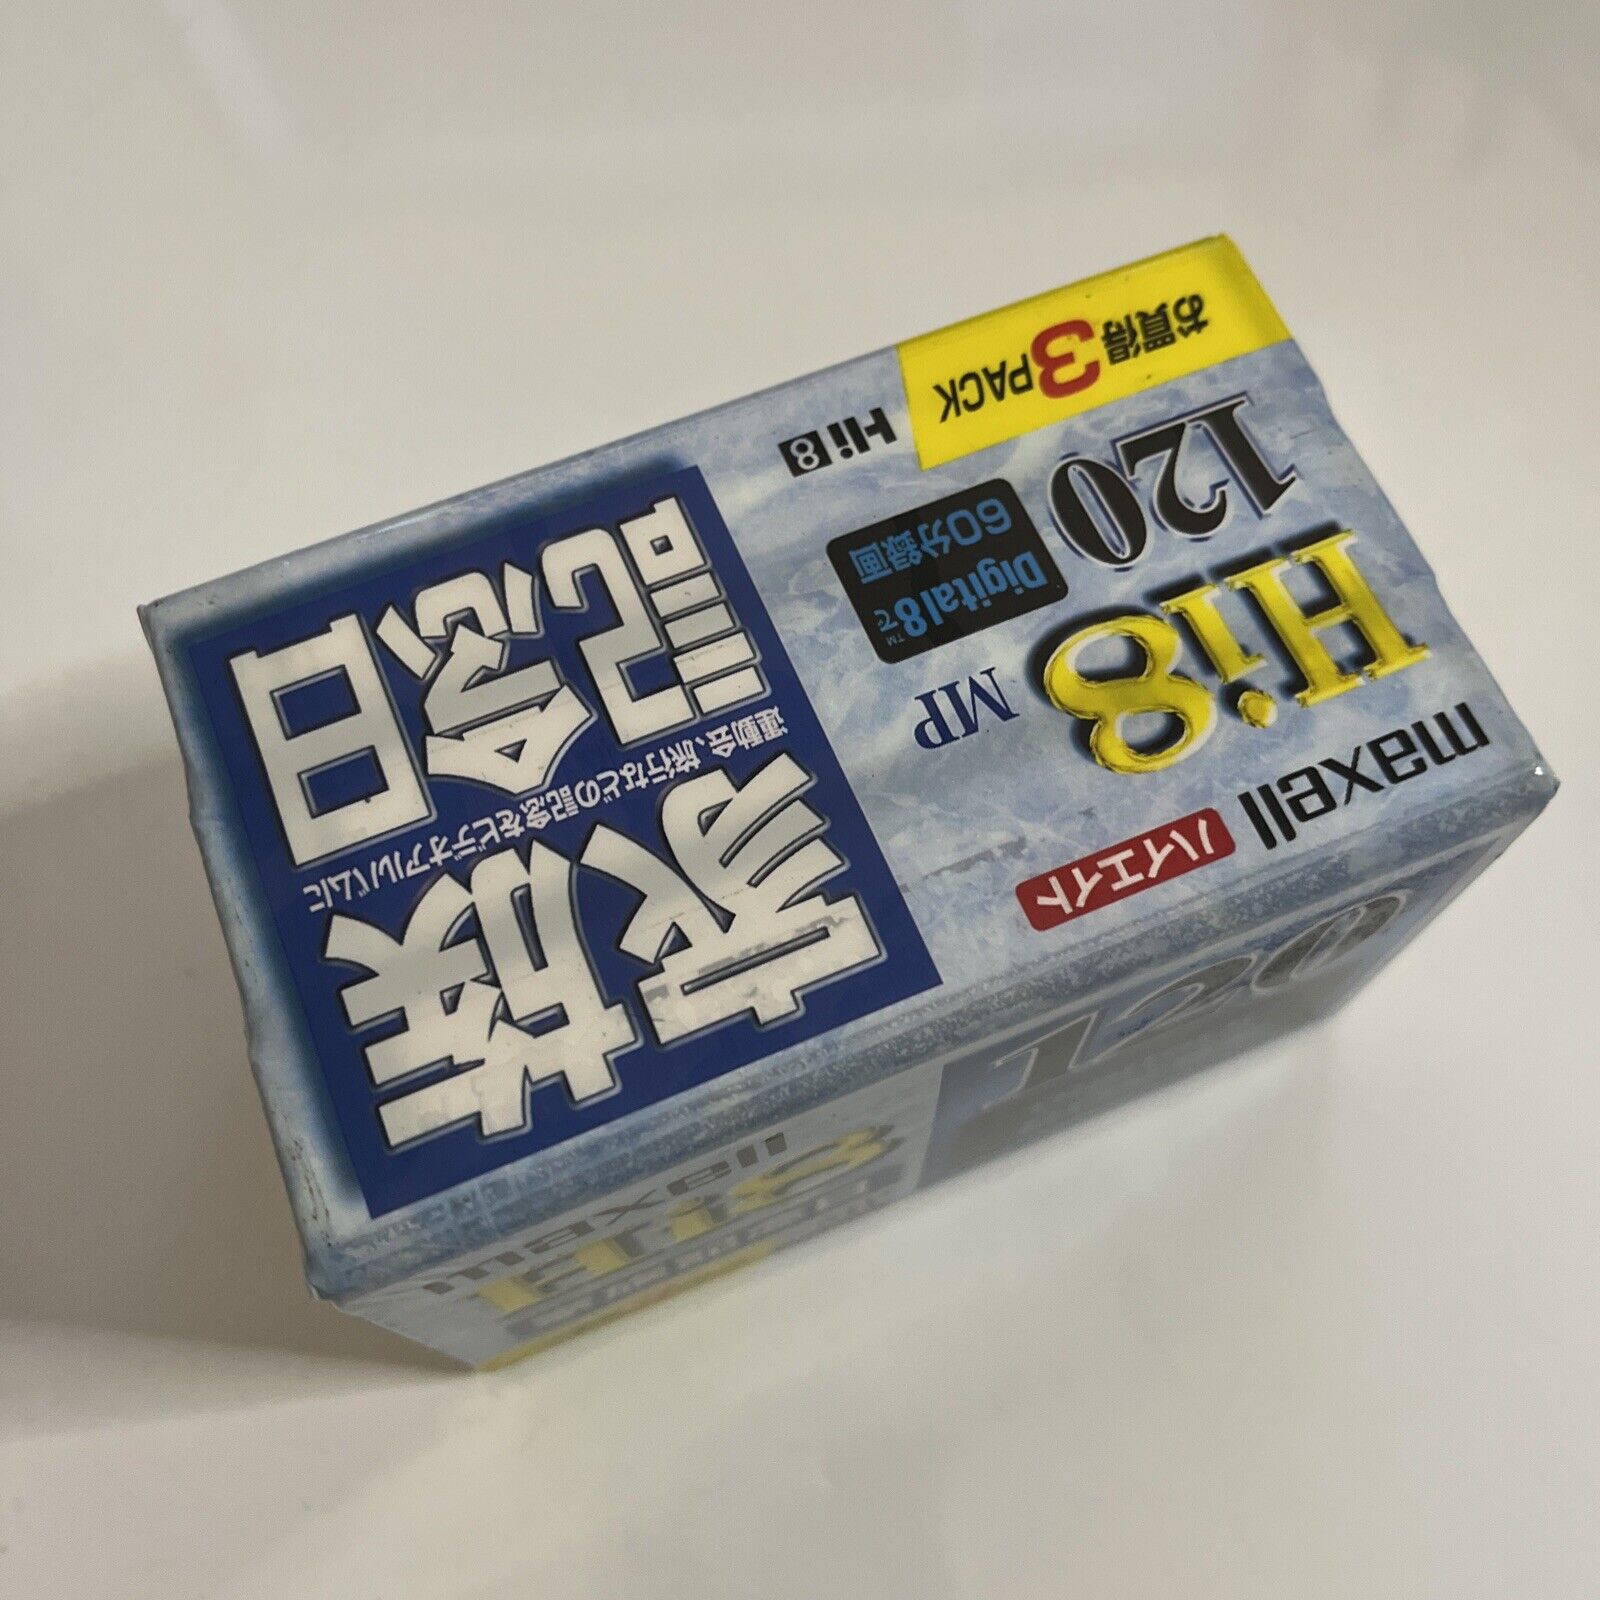 maxell
ハイエイト
Hi8
MP
120
Digital8™で
60分録画
お買得3PACK
Hi8
家族
記念日
運動会、旅行などの記念をビデオアルバムに
120
maxell
Hi8